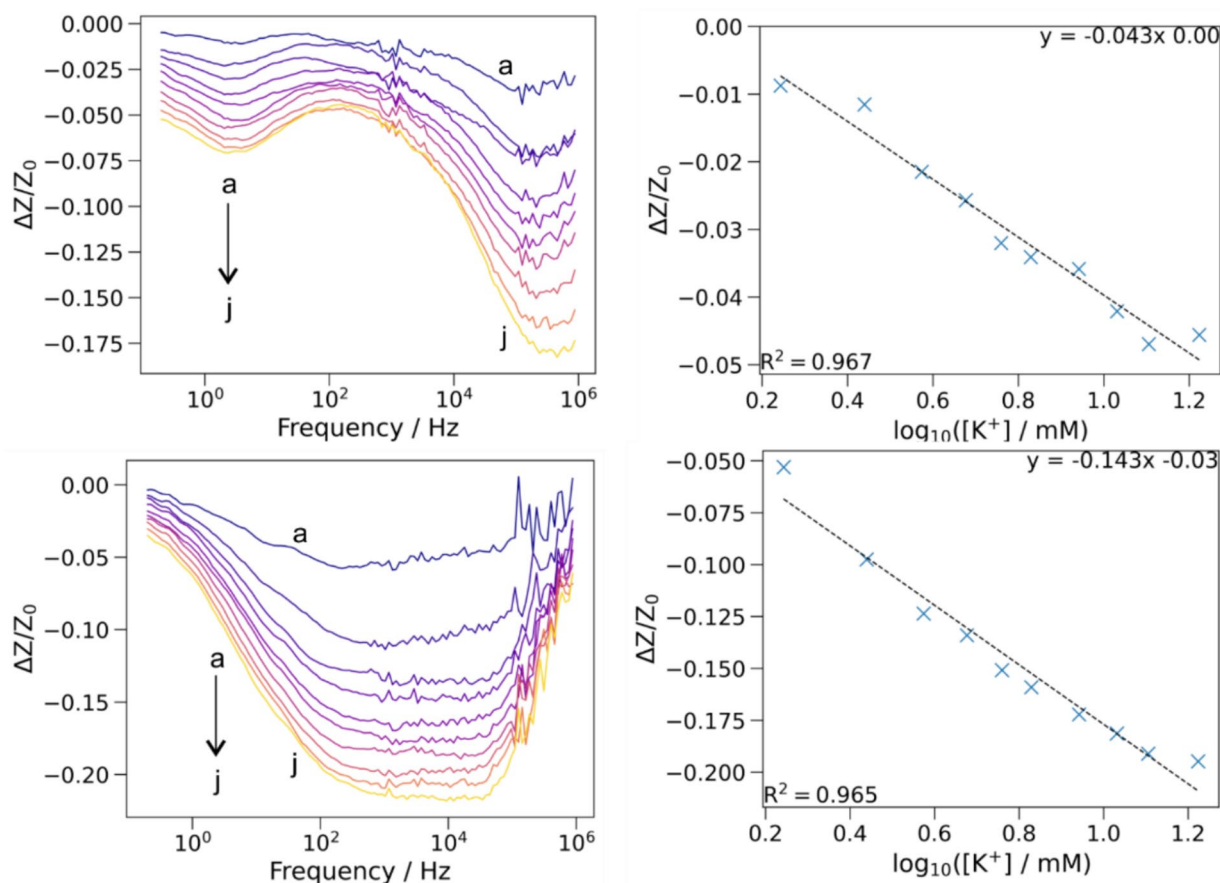 0.000
−0.025
−0.050
−0.075
−0.100
−0.125
−0.150
−0.175
ΔZ/Z₀
a
a
j
j
10⁰
10²
10⁴
10⁶
Frequency / Hz
y = -0.043x 0.00
0.00
−0.01
−0.02
−0.03
−0.04
−0.05
ΔZ/Z₀
R² = 0.967
0.2
0.4
0.6
0.8
1.0
1.2
log₁₀([K⁺] / mM)
0.00
−0.05
−0.10
−0.15
−0.20
ΔZ/Z₀
a
a
j
j
10⁰
10²
10⁴
10⁶
Frequency / Hz
y = -0.143x -0.03
−0.050
−0.075
−0.100
−0.125
−0.150
−0.175
−0.200
ΔZ/Z₀
R² = 0.965
0.2
0.4
0.6
0.8
1.0
1.2
log₁₀([K⁺] / mM)